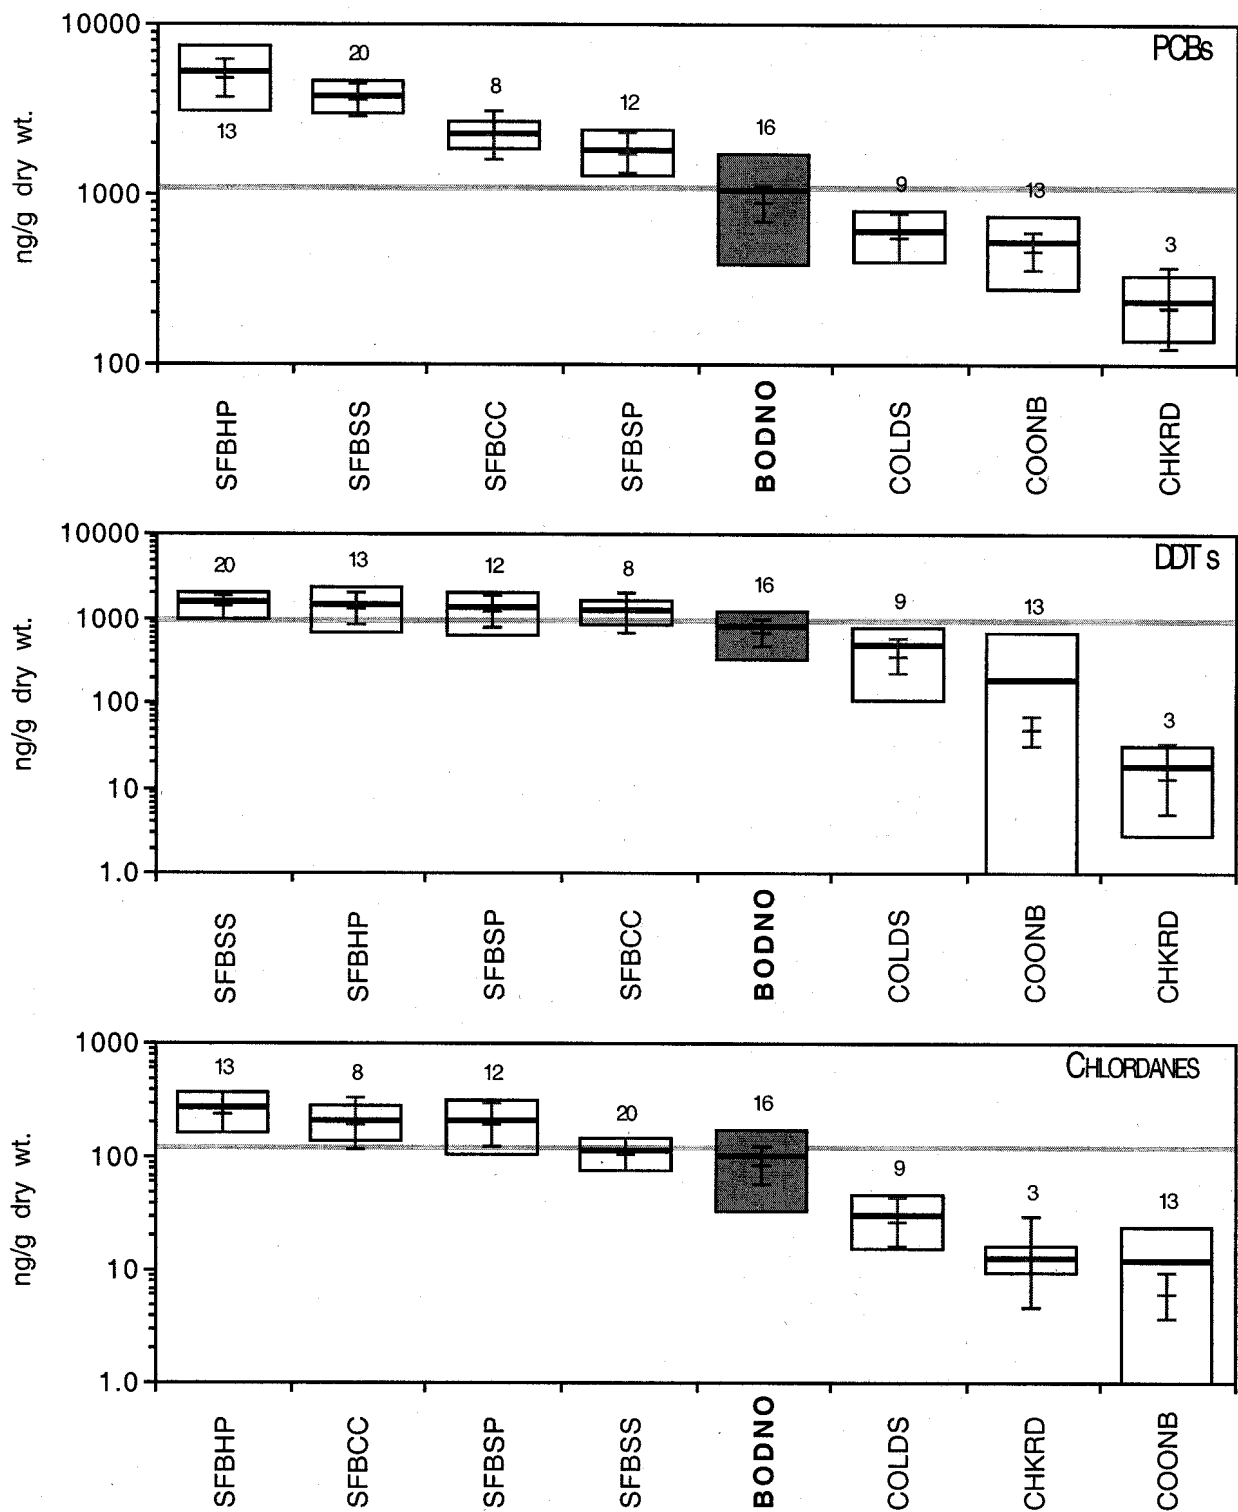 PCBs
10000
1000
100
ng/g dry wt.
13
20
8
12
16
9
13
3
SFBHP
SFBSS
SFBCC
SFBSP
BODNO
COLDS
COONB
CHKRD
DDTs
10000
1000
100
10
1.0
ng/g dry wt.
20
13
12
8
16
9
13
3
SFBSS
SFBHP
SFBSP
SFBCC
BODNO
COLDS
COONB
CHKRD
CHLORDANES
1000
100
10
1.0
ng/g dry wt.
13
8
12
20
16
9
3
13
SFBHP
SFBCC
SFBSP
SFBSS
BODNO
COLDS
CHKRD
COONB